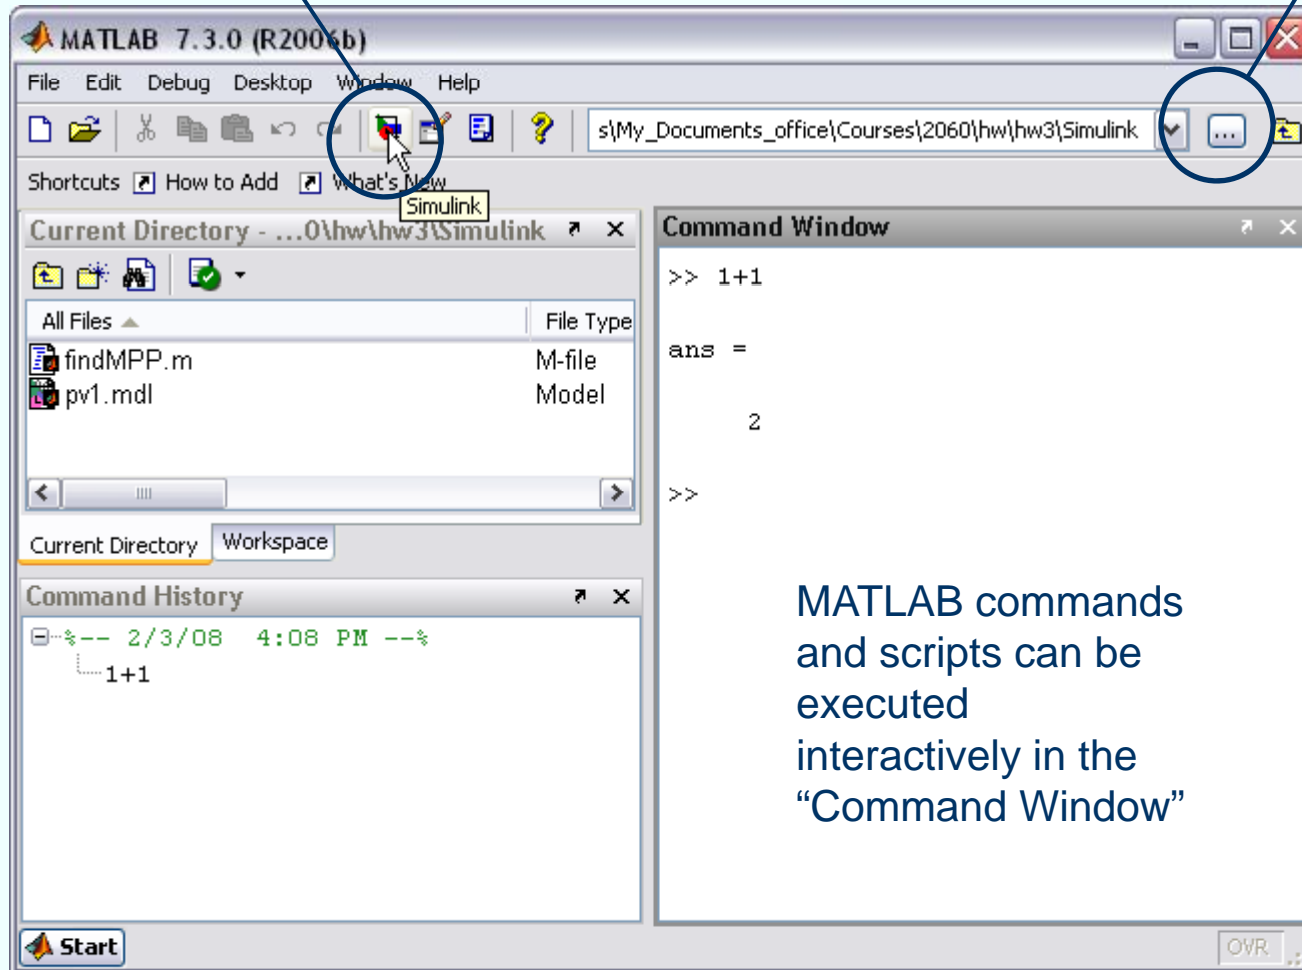 MATLAB 7.3.0 (R2006b)
File Edit Debug Desktop Window Help
s\My_Documents_office\Courses\2060\hw\hw3\Simulink
...
Shortcuts How to Add What's New
Simulink
Current Directory - ...0\hw\hw3\Simulink
All Files File Type
findMPP.m M-file
pv1.mdl Model
Current Directory Workspace
Command History
%-- 2/3/08 4:08 PM --%
1+1
Command Window
>> 1+1
ans =
2
>>
MATLAB commands
and scripts can be
executed
interactively in the
“Command Window”
Start
OVR